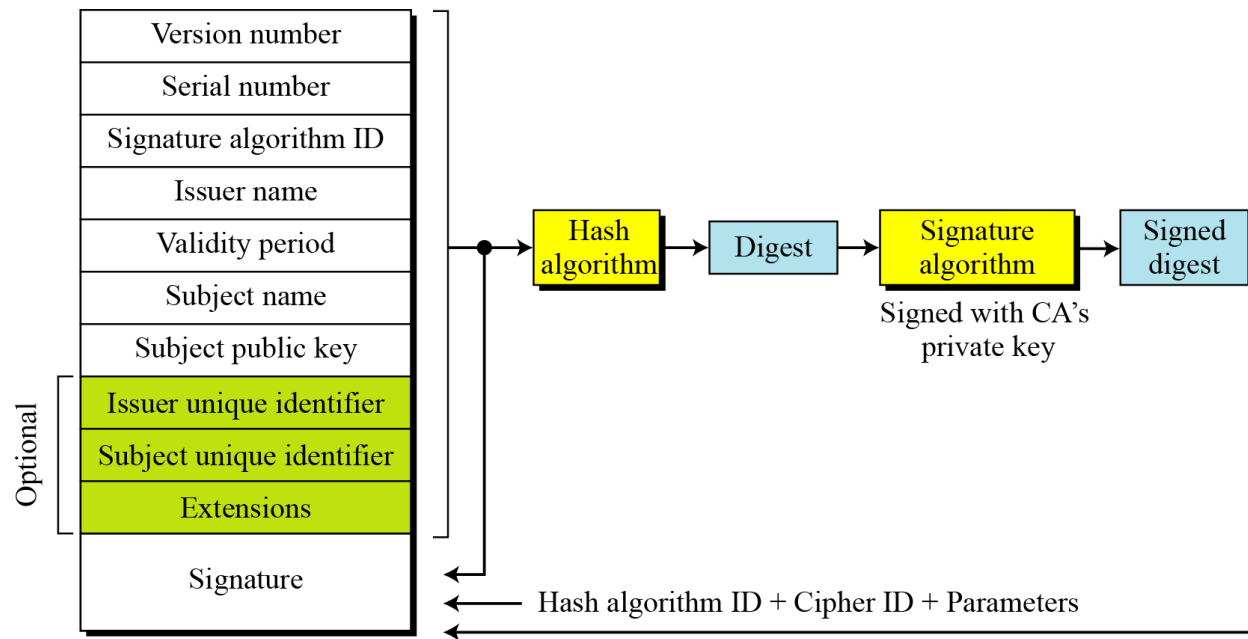 Version number
Serial number
Signature algorithm ID
Issuer name
Validity period
Subject name
Subject public key
Optional
Issuer unique identifier
Subject unique identifier
Extensions
Signature
Hash
algorithm
Digest
Signature
algorithm
Signed with CA’s
private key
Signed
digest
Hash algorithm ID + Cipher ID + Parameters